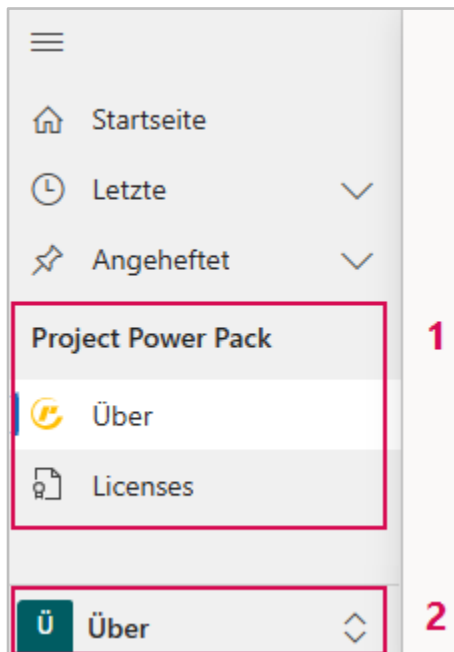 Startseite
Letzte
Angeheftet
Project Power Pack
1
Über
Licenses
Ü Über
2